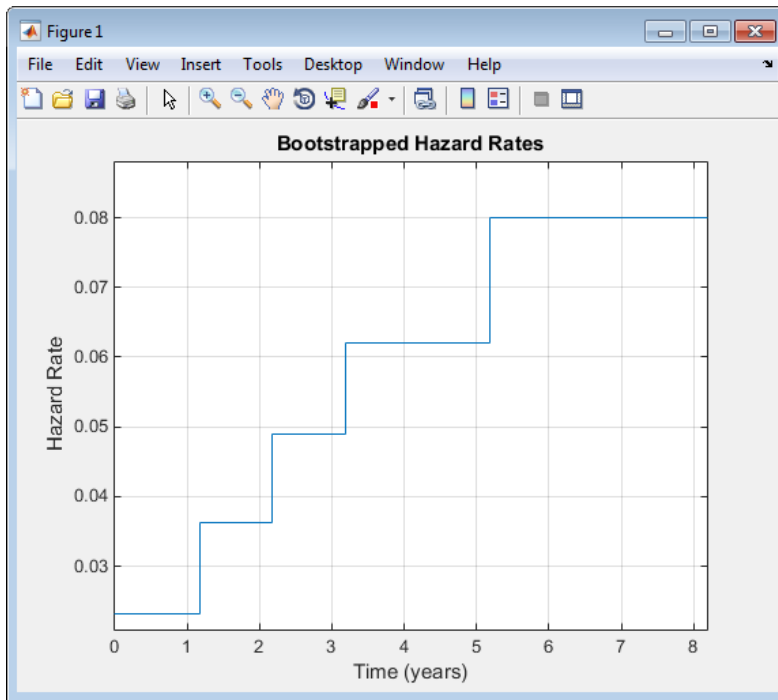 Figure 1
File Edit View Insert Tools Desktop Window Help
Bootstrapped Hazard Rates
0.08
0.07
0.06
0.05
0.04
0.03
Hazard Rate
0 1 2 3 4 5 6 7 8
Time (years)